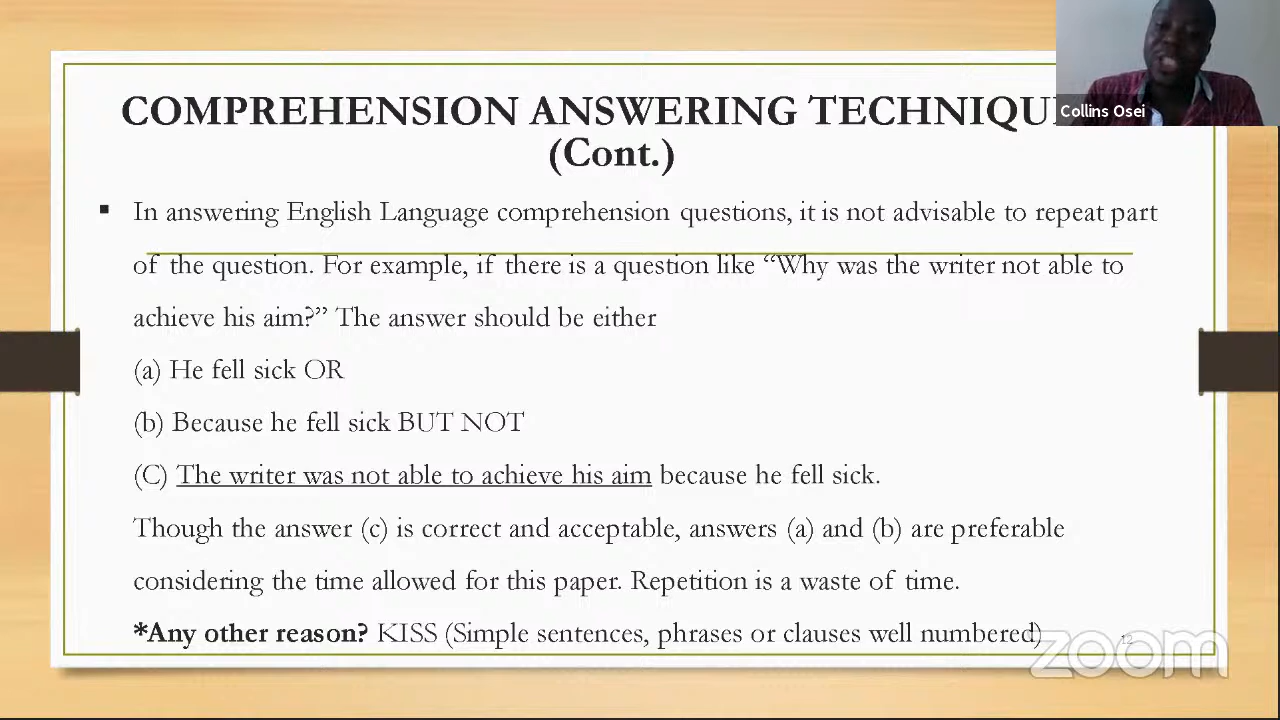 COMPREHENSION ANSWERING TECHNIQU
(Cont.)
Collins Osei
▪ In answering English Language comprehension questions, it is not advisable to repeat part
of the question. For example, if there is a question like “Why was the writer not able to
achieve his aim?” The answer should be either
(a) He fell sick OR
(b) Because he fell sick BUT NOT
(C) The writer was not able to achieve his aim because he fell sick.
Though the answer (c) is correct and acceptable, answers (a) and (b) are preferable
considering the time allowed for this paper. Repetition is a waste of time.
*Any other reason? KISS (Simple sentences, phrases or clauses well numbered)
12
zoom